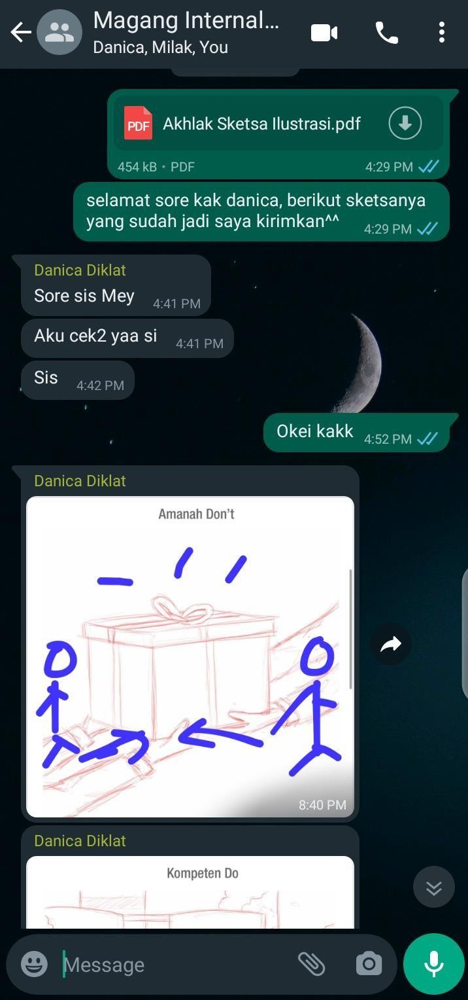 Magang Internal...
Danica, Milak, You
PDF
Akhlak Sketsa Ilustrasi.pdf
454 kB • PDF
4:29 PM
selamat sore kak danica, berikut sketsanya
yang sudah jadi saya kirimkan^^
4:29 PM
Danica Diklat
Sore sis Mey
4:41 PM
Aku cek2 yaa si
4:41 PM
Sis
4:42 PM
Okei kakk
4:52 PM
Danica Diklat
Amanah Don't
8:40 PM
Danica Diklat
Kompeten Do
Message